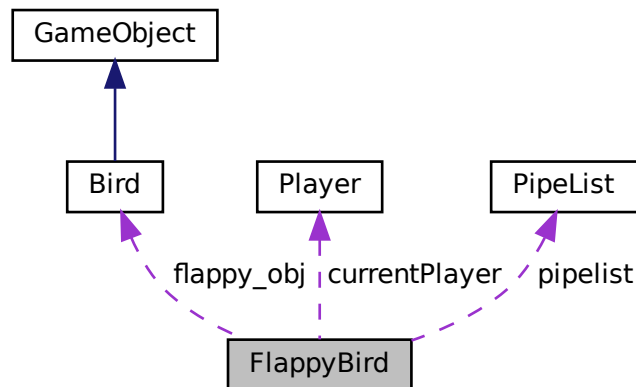 GameObject
Bird
Player
PipeList
flappy_obj
currentPlayer
pipelist
FlappyBird